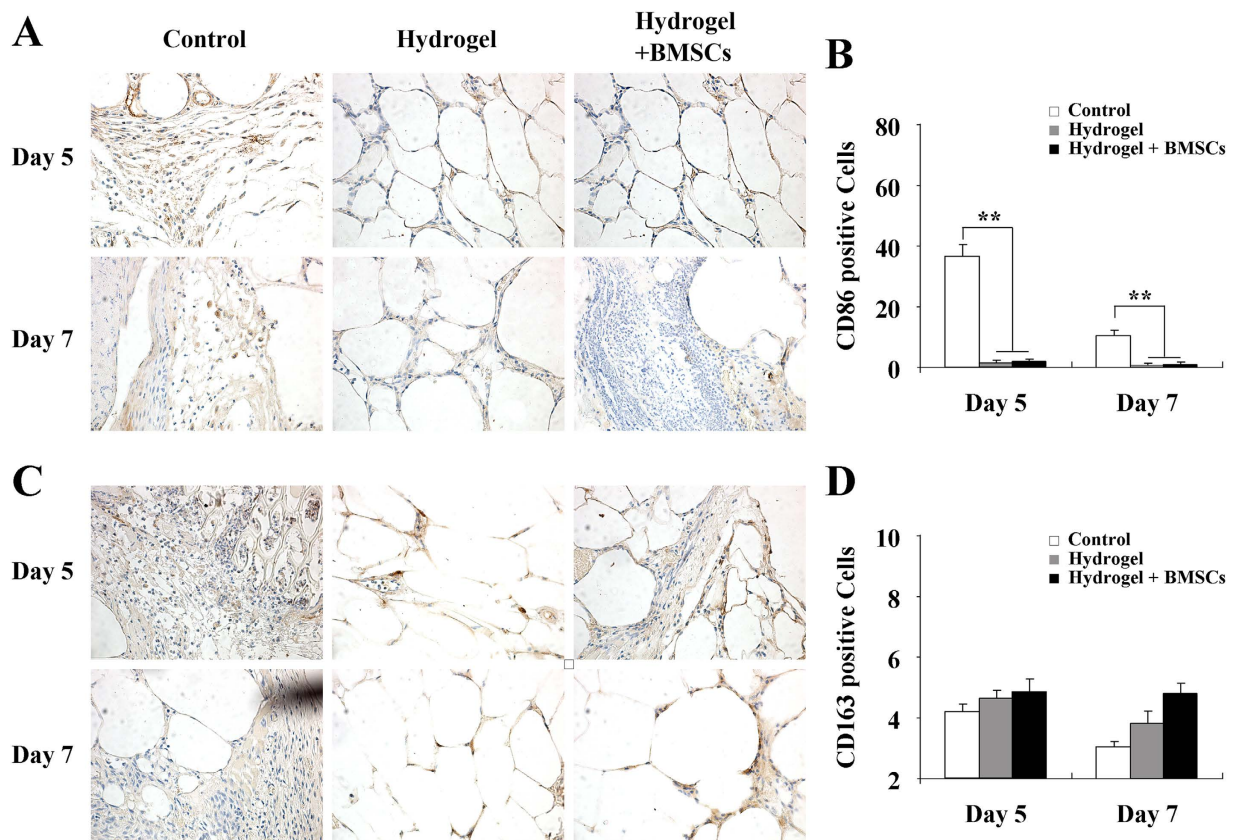 A
Control
Hydrogel
Hydrogel
+BMSCs
Day 5
Day 7
B
Control
Hydrogel
Hydrogel + BMSCs
CD86 positive Cells
80
60
40
20
0
**
**
Day 5
Day 7
C
Day 5
Day 7
D
Control
Hydrogel
Hydrogel + BMSCs
CD163 positive Cells
10
8
6
4
2
Day 5
Day 7